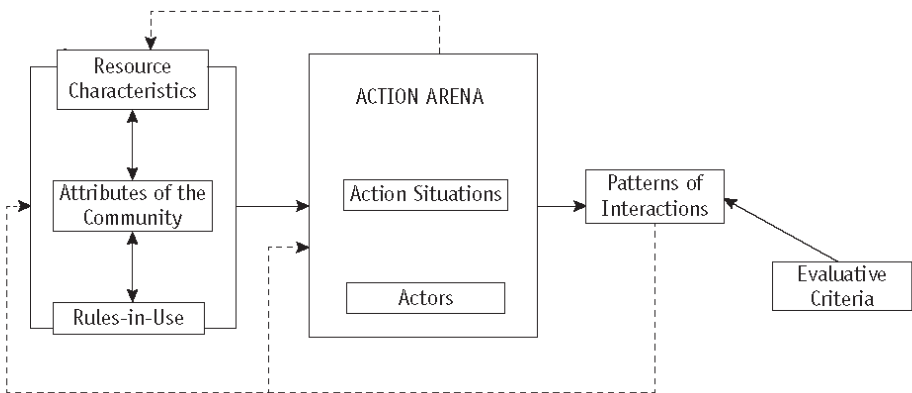 Resource
Characteristics
Attributes of the
Community
Rules-in-Use
ACTION ARENA
Action Situations
Actors
Patterns of
Interactions
Evaluative
Criteria